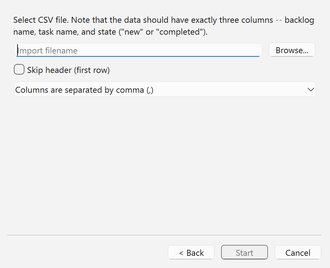 Select CSV file. Note that the data should have exactly three columns -- backlog
name, task name, and state ("new" or "completed").
Import filename
Browse...
Skip header (first row)
Columns are separated by comma (,)
< Back
Start
Cancel